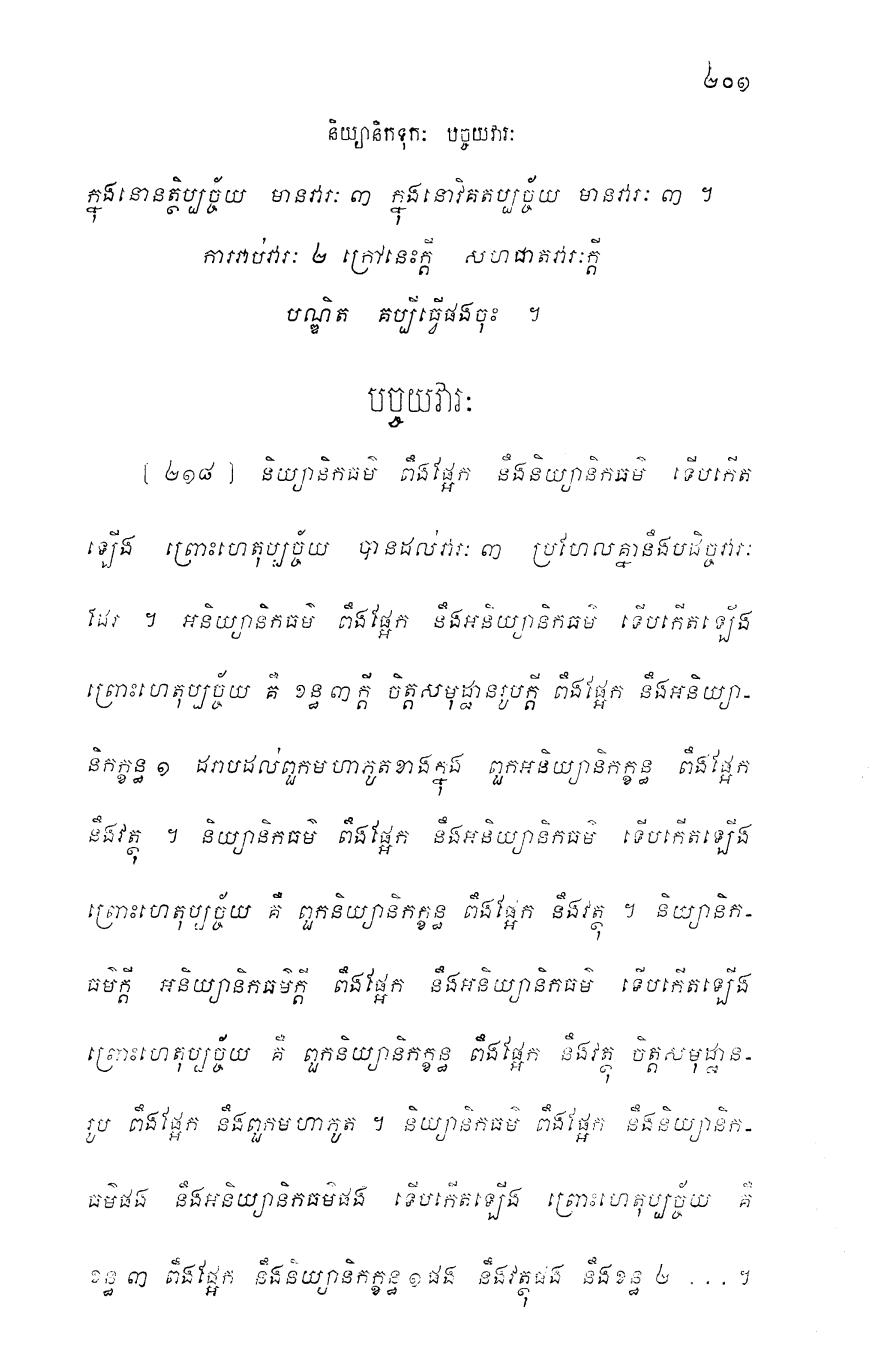 ២០១
និយ្យានិកទុកៈ បច្ចយវារៈ
ក្នុងនោនត្ថិប្បច្ច័យ មានវារៈ ៣ ក្នុងនោវិគតប្បច្ច័យ មានវារៈ ៣ ។
ការរាប់វារៈ ២ ក្រៅនេះក្តី សហជាតវារៈក្តី
បណ្ឌិត គប្បីធ្វើផងចុះ ។
បច្ចយវារៈ
[ ២១៨ ] និយ្យានិកធម៌ ពឹងផ្អែក នឹងនិយ្យានិកធម៌ ទើបកើត
ឡើង ព្រោះហេតុប្បច្ច័យ បានដល់វារៈ ៣ ប្រហែលគ្នានឹងបដិច្ចវារៈ
ដែរ ។ អនិយ្យានិកធម៌ ពឹងផ្អែក នឹងអនិយ្យានិកធម៌ ទើបកើតឡើង
ព្រោះហេតុប្បច្ច័យ គឺ ខន្ធ ៣ ក្តី ចិត្តសមុដ្ឋានរូបក្តី ពឹងផ្អែក នឹងអនិយ្យា-
និកក្ខន្ធ ១ ដរាបដល់ពួកមហាភូតខាងក្នុង ពួកអនិយ្យានិកក្ខន្ធ ពឹងផ្អែក
នឹងវត្ថុ ។ និយ្យានិកធម៌ ពឹងផ្អែក នឹងអនិយ្យានិកធម៌ ទើបកើតឡើង
ព្រោះហេតុប្បច្ច័យ គឺ ពួកនិយ្យានិកក្ខន្ធ ពឹងផ្អែក នឹងវត្ថុ ។ និយ្យានិក-
ធម៌ក្តី អនិយ្យានិកធម៌ក្តី ពឹងផ្អែក នឹងអនិយ្យានិកធម៌ ទើបកើតឡើង
ព្រោះហេតុប្បច្ច័យ គឺ ពួកនិយ្យានិកក្ខន្ធ ពឹងផ្អែក នឹងវត្ថុ ចិត្តសមុដ្ឋាន-
រូប ពឹងផ្អែក នឹងពួកមហាភូត ។ និយ្យានិកធម៌ ពឹងផ្អែក នឹងនិយ្យានិក-
ធម៌ផង នឹងអនិយ្យានិកធម៌ផង ទើបកើតឡើង ព្រោះហេតុប្បច្ច័យ គឺ
ខន្ធ ៣ ពឹងផ្អែក នឹងនិយ្យានិកក្ខន្ធ ១ ផង នឹងវត្ថុផង នឹងខន្ធ ២ ... ។